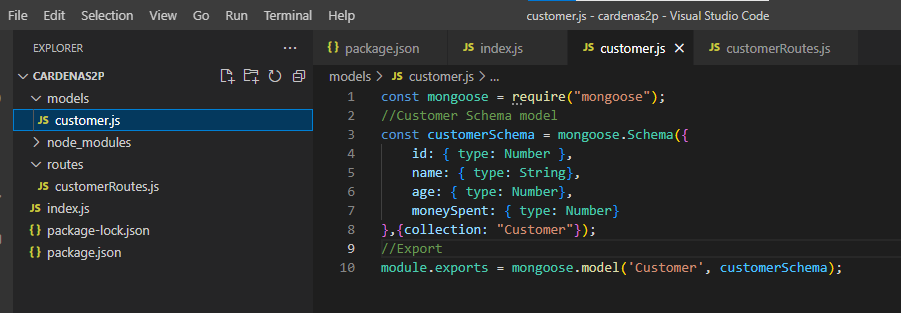 File Edit Selection View Go Run Terminal Help customer.js - cardenas2p - Visual Studio Code
EXPLORER ...
CARDENAS2P
models
JS customer.js
node_modules
routes
JS customerRoutes.js
JS index.js
{} package-lock.json
{} package.json
{} package.json JS index.js JS customer.js JS customerRoutes.js
models > JS customer.js > ...
1 const mongoose = require("mongoose");
2 //Customer Schema model
3 const customerSchema = mongoose.Schema({
4     id: { type: Number },
5     name: { type: String},
6     age: { type: Number},
7     moneySpent: { type: Number}
8 },{collection: "Customer"});
9 //Export
10 module.exports = mongoose.model('Customer', customerSchema);